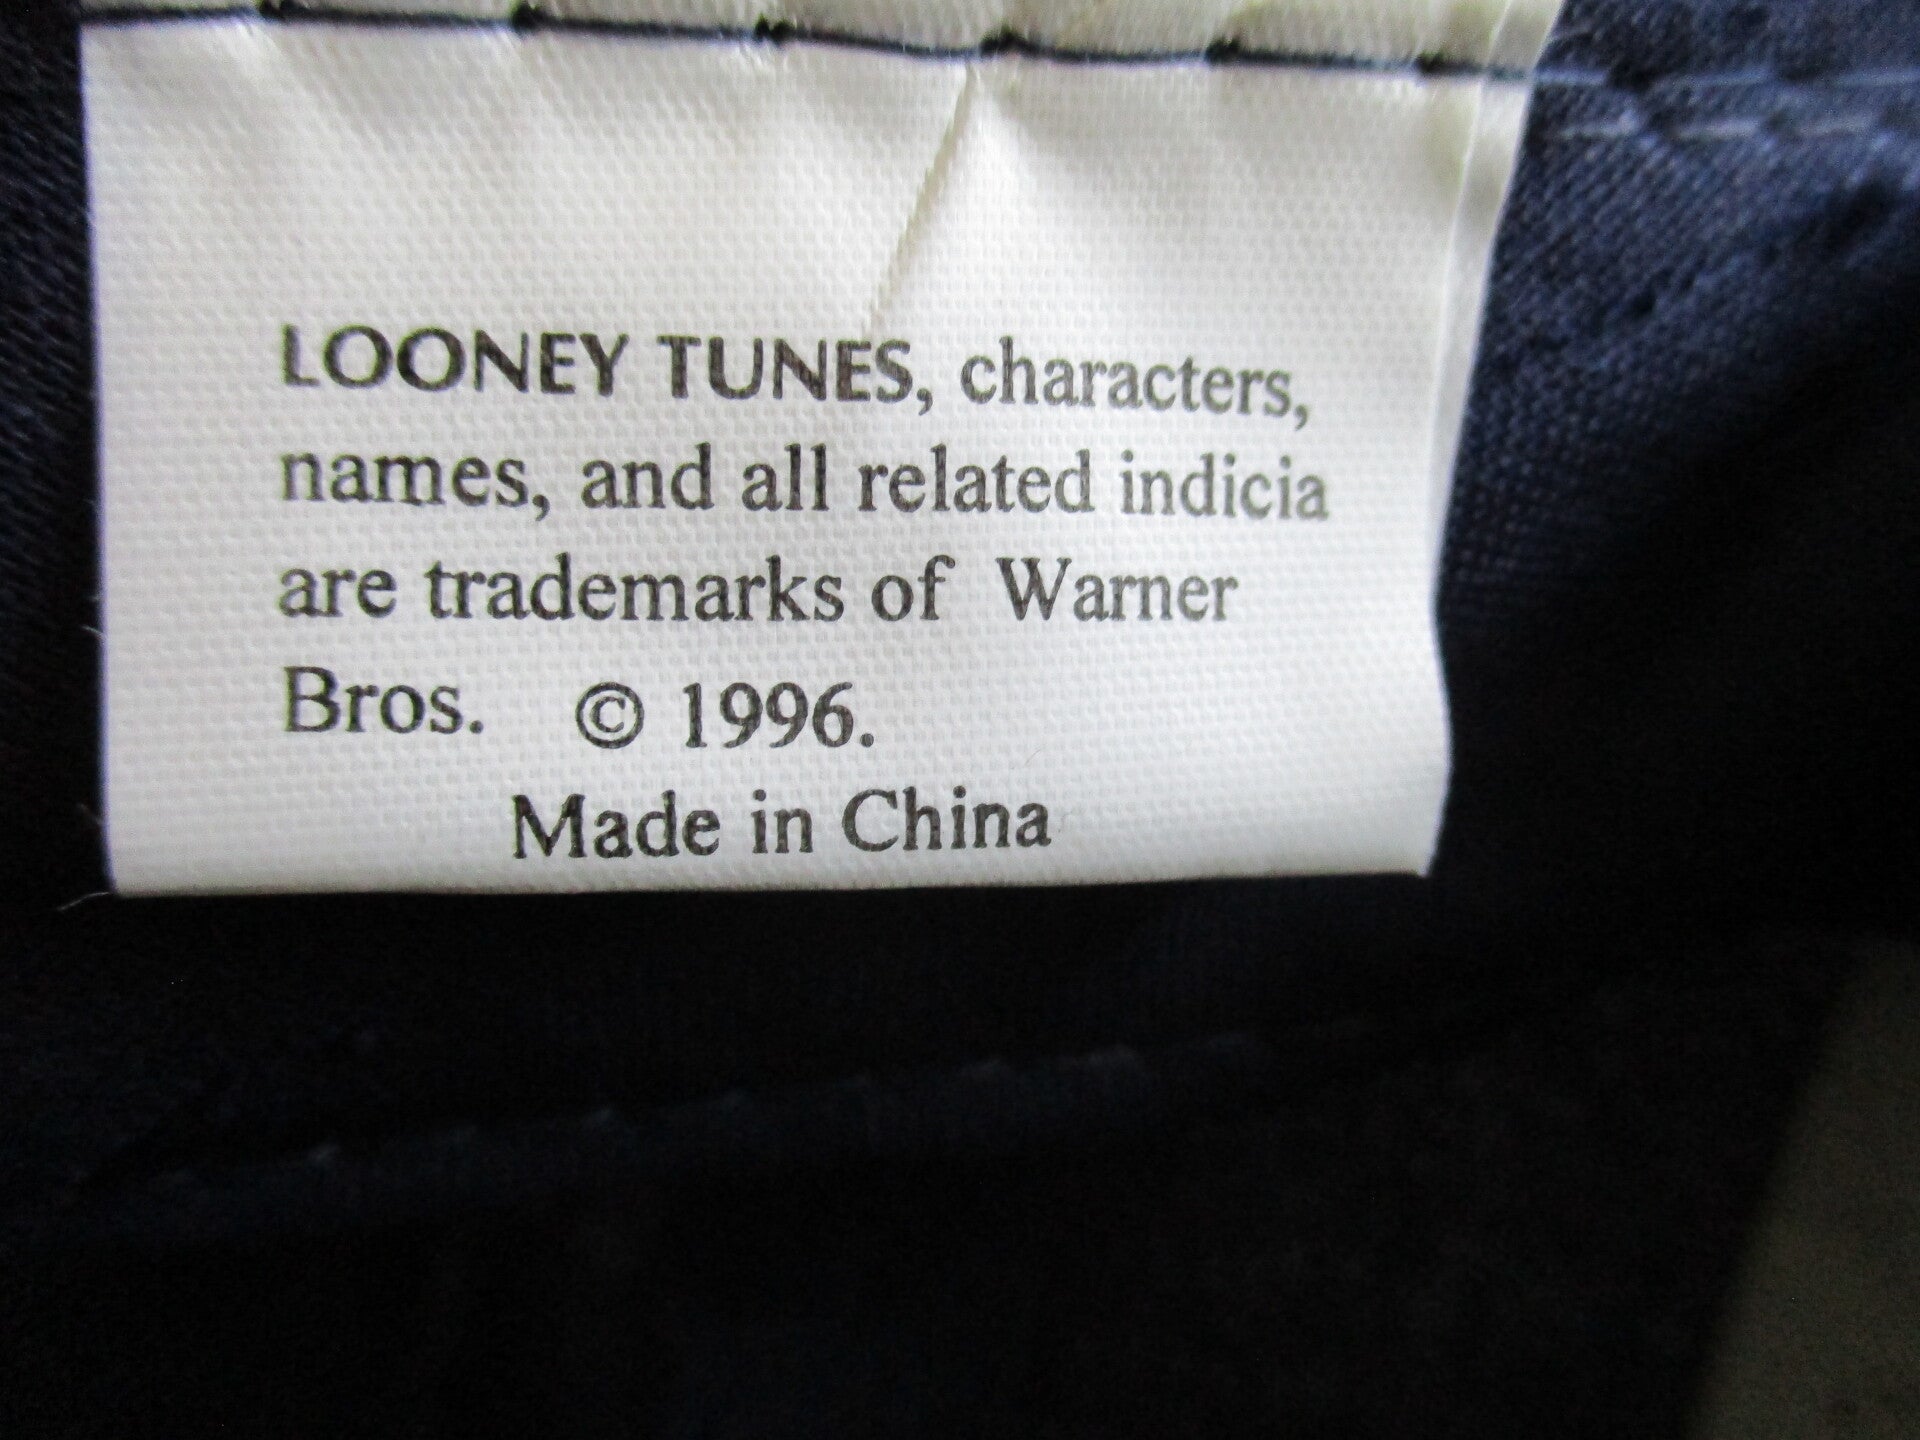 LOONEY TUNES, characters,
names, and all related indicia
are trademarks of Warner
Bros. © 1996.
Made in China